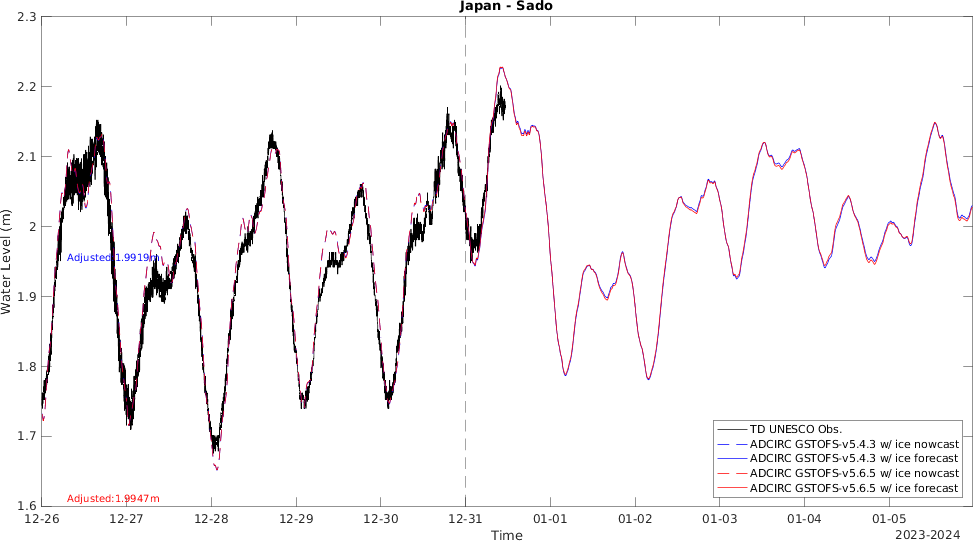 Japan - Sado
Water Level (m)
2.3
2.2
2.1
2
1.9
1.8
1.7
1.6
Adjusted:1.9919m
Adjusted:1.9947m
TD UNESCO Obs.
ADCIRC GSTOFS-v5.4.3 w/ ice nowcast
ADCIRC GSTOFS-v5.4.3 w/ ice forecast
ADCIRC GSTOFS-v5.6.5 w/ ice nowcast
ADCIRC GSTOFS-v5.6.5 w/ ice forecast
12-26 12-27 12-28 12-29 12-30 12-31 01-01 01-02 01-03 01-04 01-05
Time
2023-2024